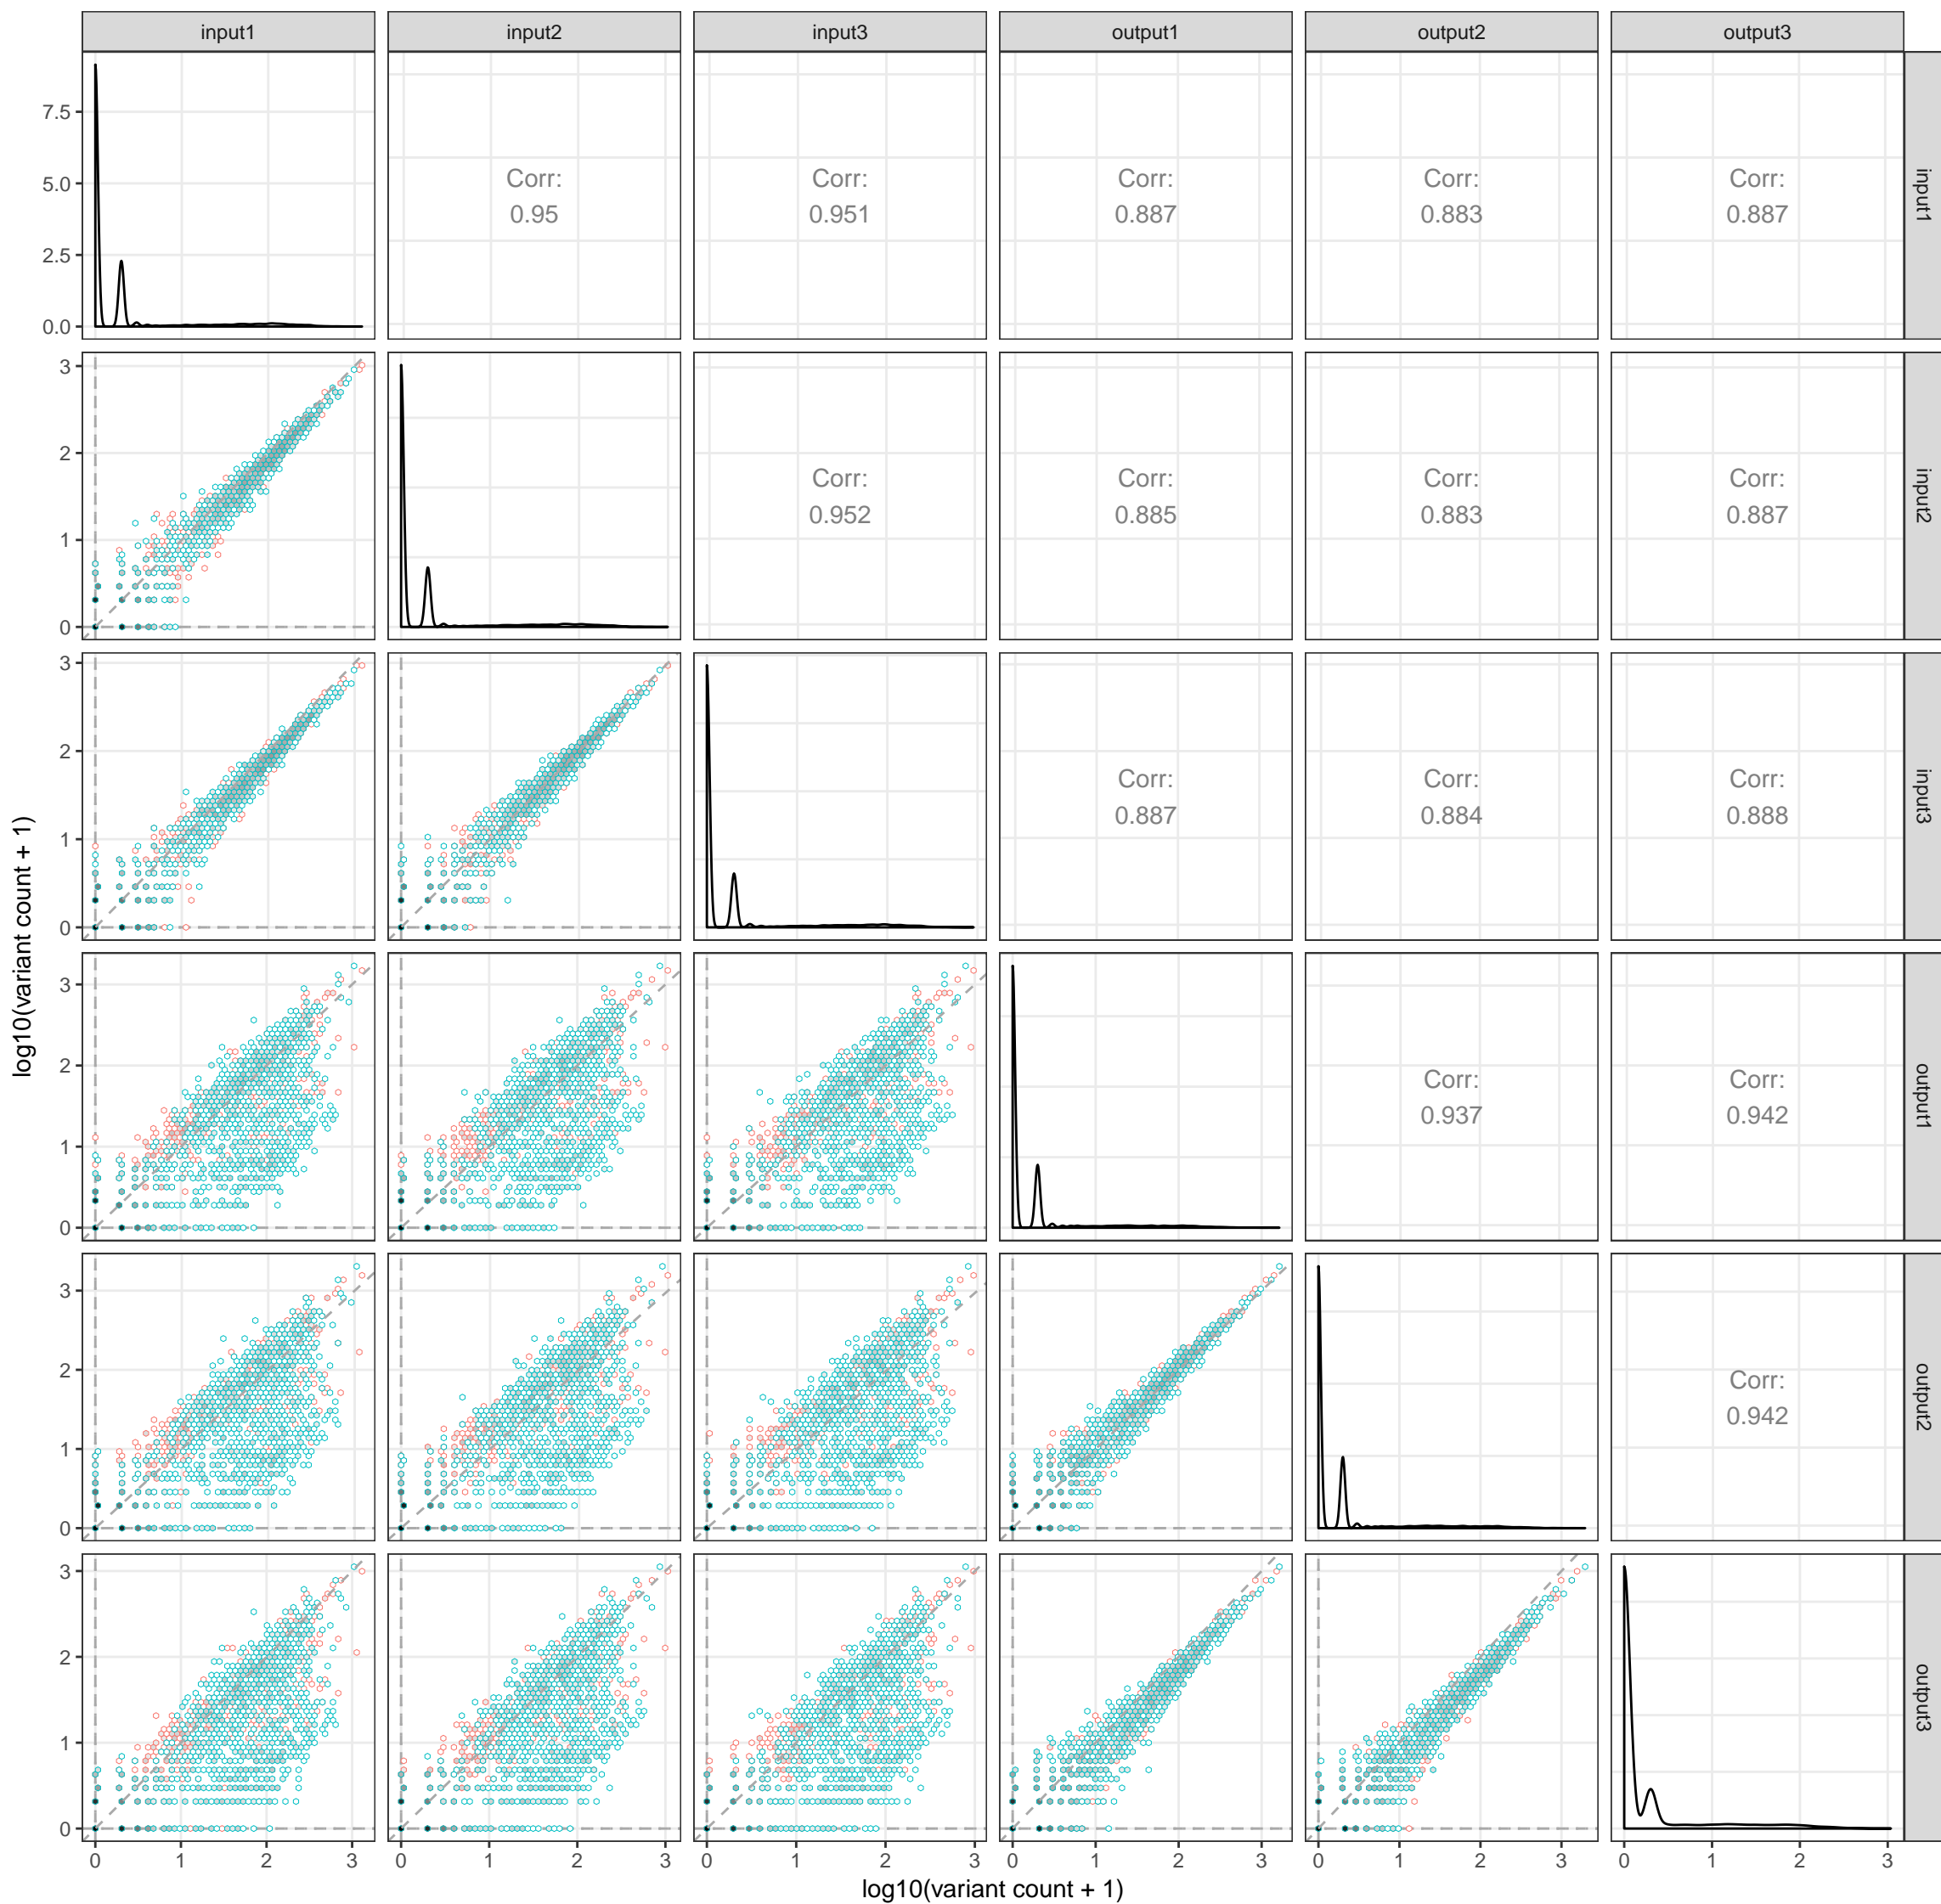 input1 input2 input3 output1 output2 output3
7.5
5.0
2.5
0.0
Corr:
0.95
Corr:
0.951
Corr:
0.887
Corr:
0.883
Corr:
0.887
input1
3
2
1
0
Corr:
0.952
Corr:
0.885
Corr:
0.883
Corr:
0.887
input2
3
2
1
0
Corr:
0.887
Corr:
0.884
Corr:
0.888
input3
log10(variant count + 1)
3
2
1
0
Corr:
0.937
Corr:
0.942
output1
3
2
1
0
Corr:
0.942
output2
3
2
1
0
output3
0 1 2 3 0 1 2 3 0 1 2 3 0 1 2 3 0 1 2 3 0 1 2 3
log10(variant count + 1)